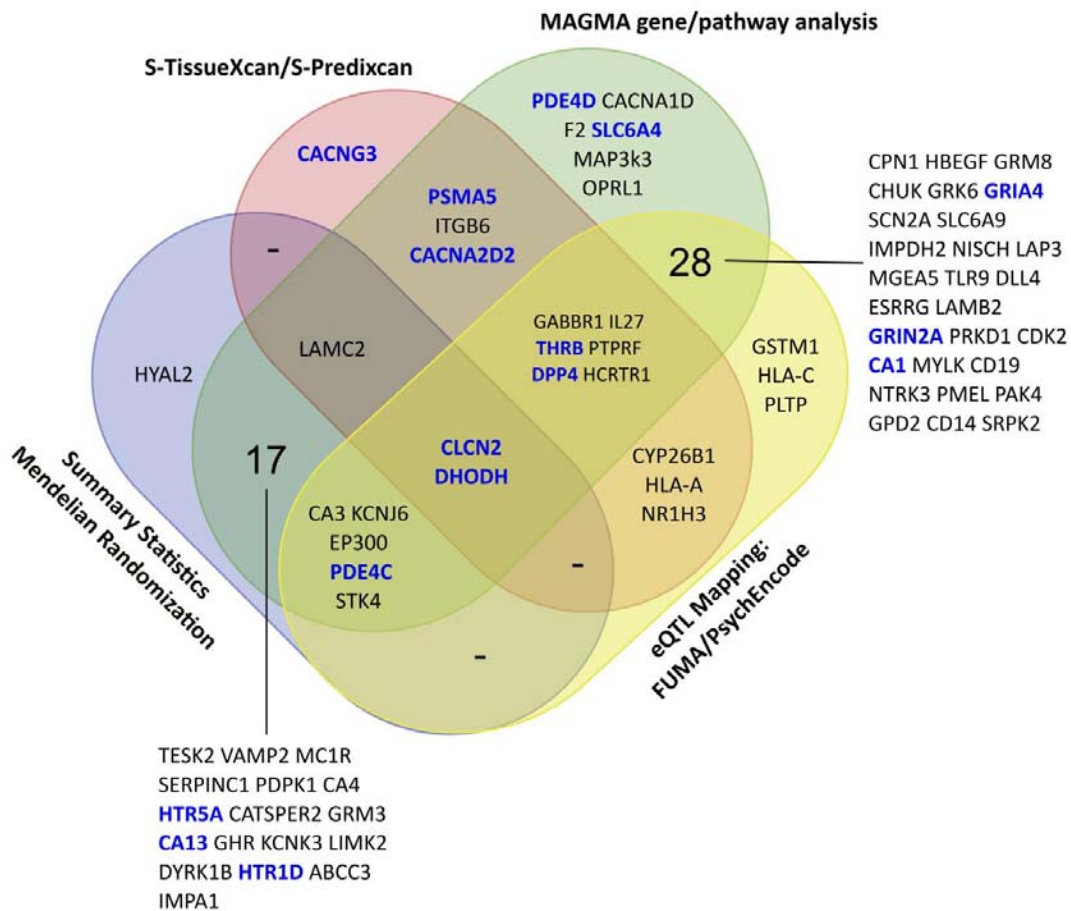 MAGMA gene/pathway analysis
S-TissueXcan/S-Predixcan
PDE4D CACNA1D
F2 SLC6A4
MAP3k3
OPRL1
CACNG3
PSMA5
ITGB6
CACNA2D2
-
28
CPN1 HBEGF GRM8
CHUK GRK6 GRIA4
SCN2A SLC6A9
IMPDH2 NISCH LAP3
MGEA5 TLR9 DLL4
ESRRG LAMB2
GRIN2A PRKD1 CDK2
CA1 MYLK CD19
NTRK3 PMEL PAK4
GPD2 CD14 SRPK2
HYAL2
LAMC2
GABBR1 IL27
THRB PTPRF
DPP4 HCRTR1
GSTM1
HLA-C
PLTP
17
CLCN2
DHODH
CYP26B1
HLA-A
NR1H3
CA3 KCNJ6
EP300
PDE4C
STK4
-
-
Summary Statistics
Mendelian Randomization
eQTL Mapping:
FUMA/PsychEncode
TESK2 VAMP2 MC1R
SERPINC1 PDPK1 CA4
HTR5A CATSPER2 GRM3
CA13 GHR KCNK3 LIMK2
DYRK1B HTR1D ABCC3
IMPA1